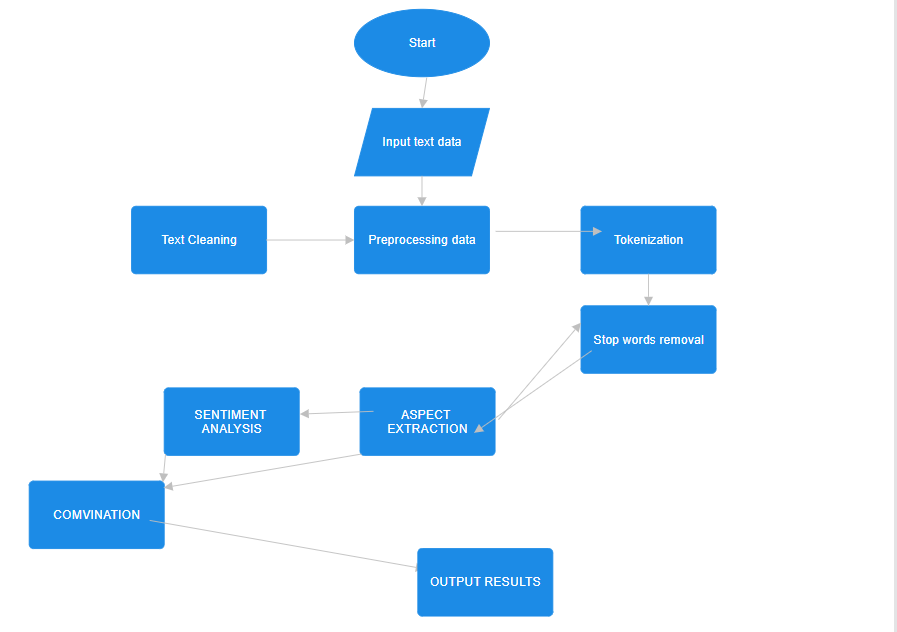 Start
Input text data
Text Cleaning
Preprocessing data
Tokenization
Stop words removal
SENTIMENT
ANALYSIS
ASPECT
EXTRACTION
COMVINATION
OUTPUT RESULTS